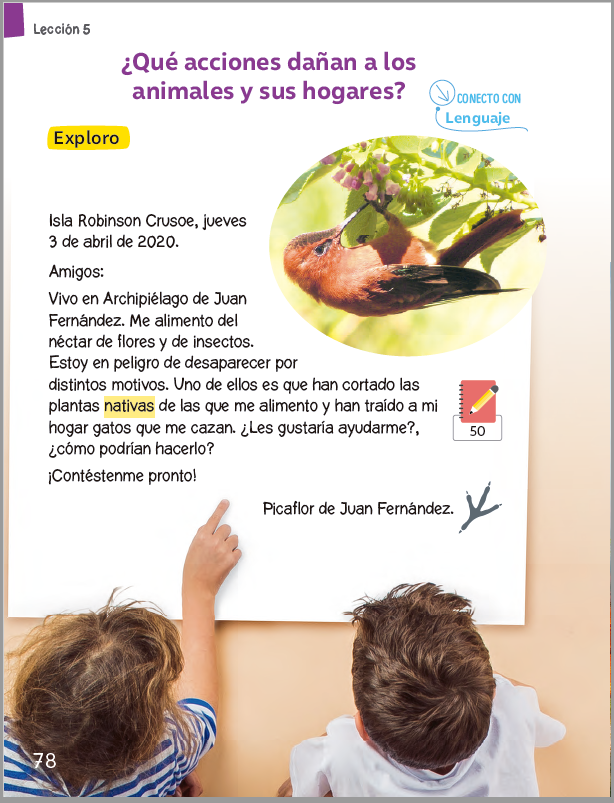 Lección 5
¿Qué acciones dañan a los
animales y sus hogares?
CONECTO CON
Lenguaje
Exploro
Isla Robinson Crusoe, jueves
3 de abril de 2020.
Amigos:
Vivo en Archipiélago de Juan
Fernández. Me alimento del
néctar de flores y de insectos.
Estoy en peligro de desaparecer por
distintos motivos. Uno de ellos es que han cortado las
plantas nativas de las que me alimento y han traído a mi
hogar gatos que me cazan. ¿Les gustaría ayudarme?,
¿cómo podrían hacerlo?
50
¡Contéstenme pronto!
Picaflor de Juan Fernández.
78